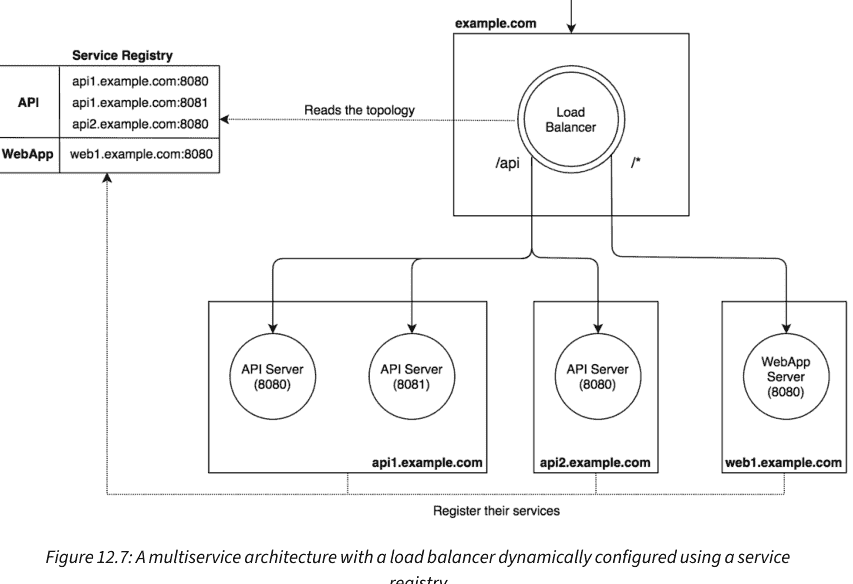 example.com
Service Registry
API
api1.example.com:8080
api1.example.com:8081
api2.example.com:8080
WebApp
web1.example.com:8080
Reads the topology
Load
Balancer
/api
/*
API Server
(8080)
API Server
(8081)
api1.example.com
API Server
(8080)
api2.example.com
WebApp
Server
(8080)
web1.example.com
Register their services
Figure 12.7: A multiservice architecture with a load balancer dynamically configured using a service
registry